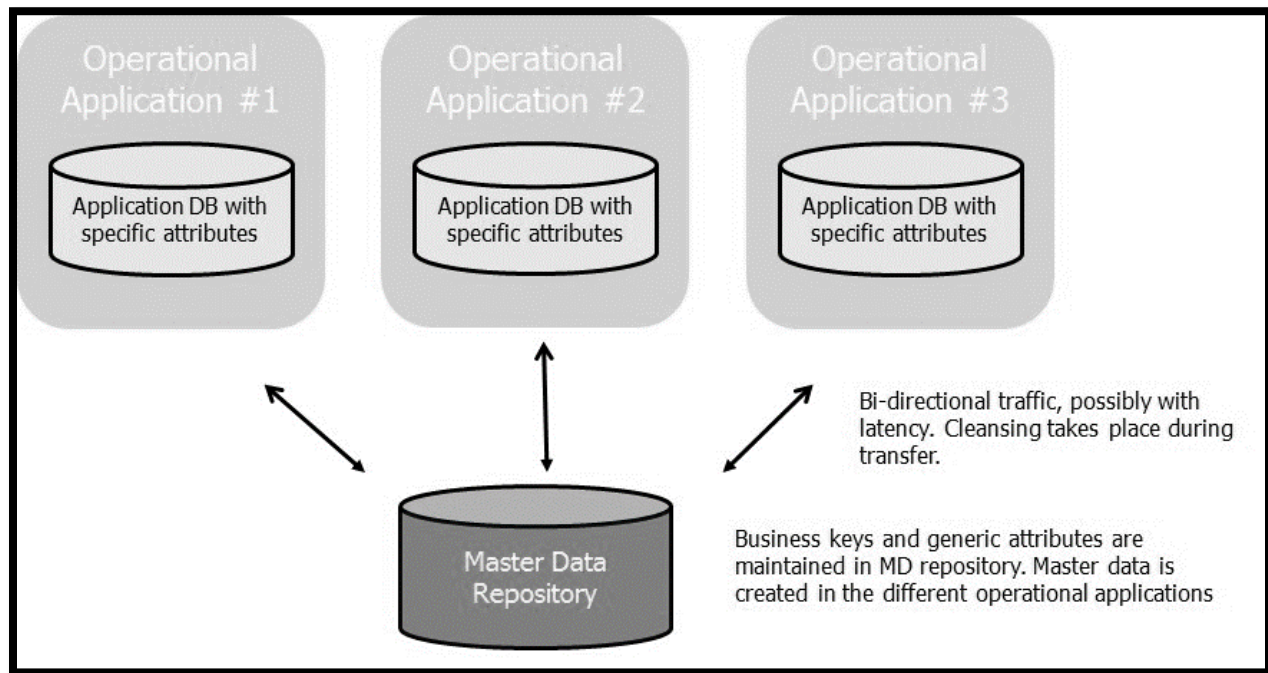 Operational
Application #1
Operational
Application #2
Operational
Application #3
Application DB with
specific attributes
Application DB with
specific attributes
Application DB with
specific attributes
Bi-directional traffic, possibly with
latency. Cleansing takes place during
transfer.
Master Data
Repository
Business keys and generic attributes are
maintained in MD repository. Master data is
created in the different operational applications